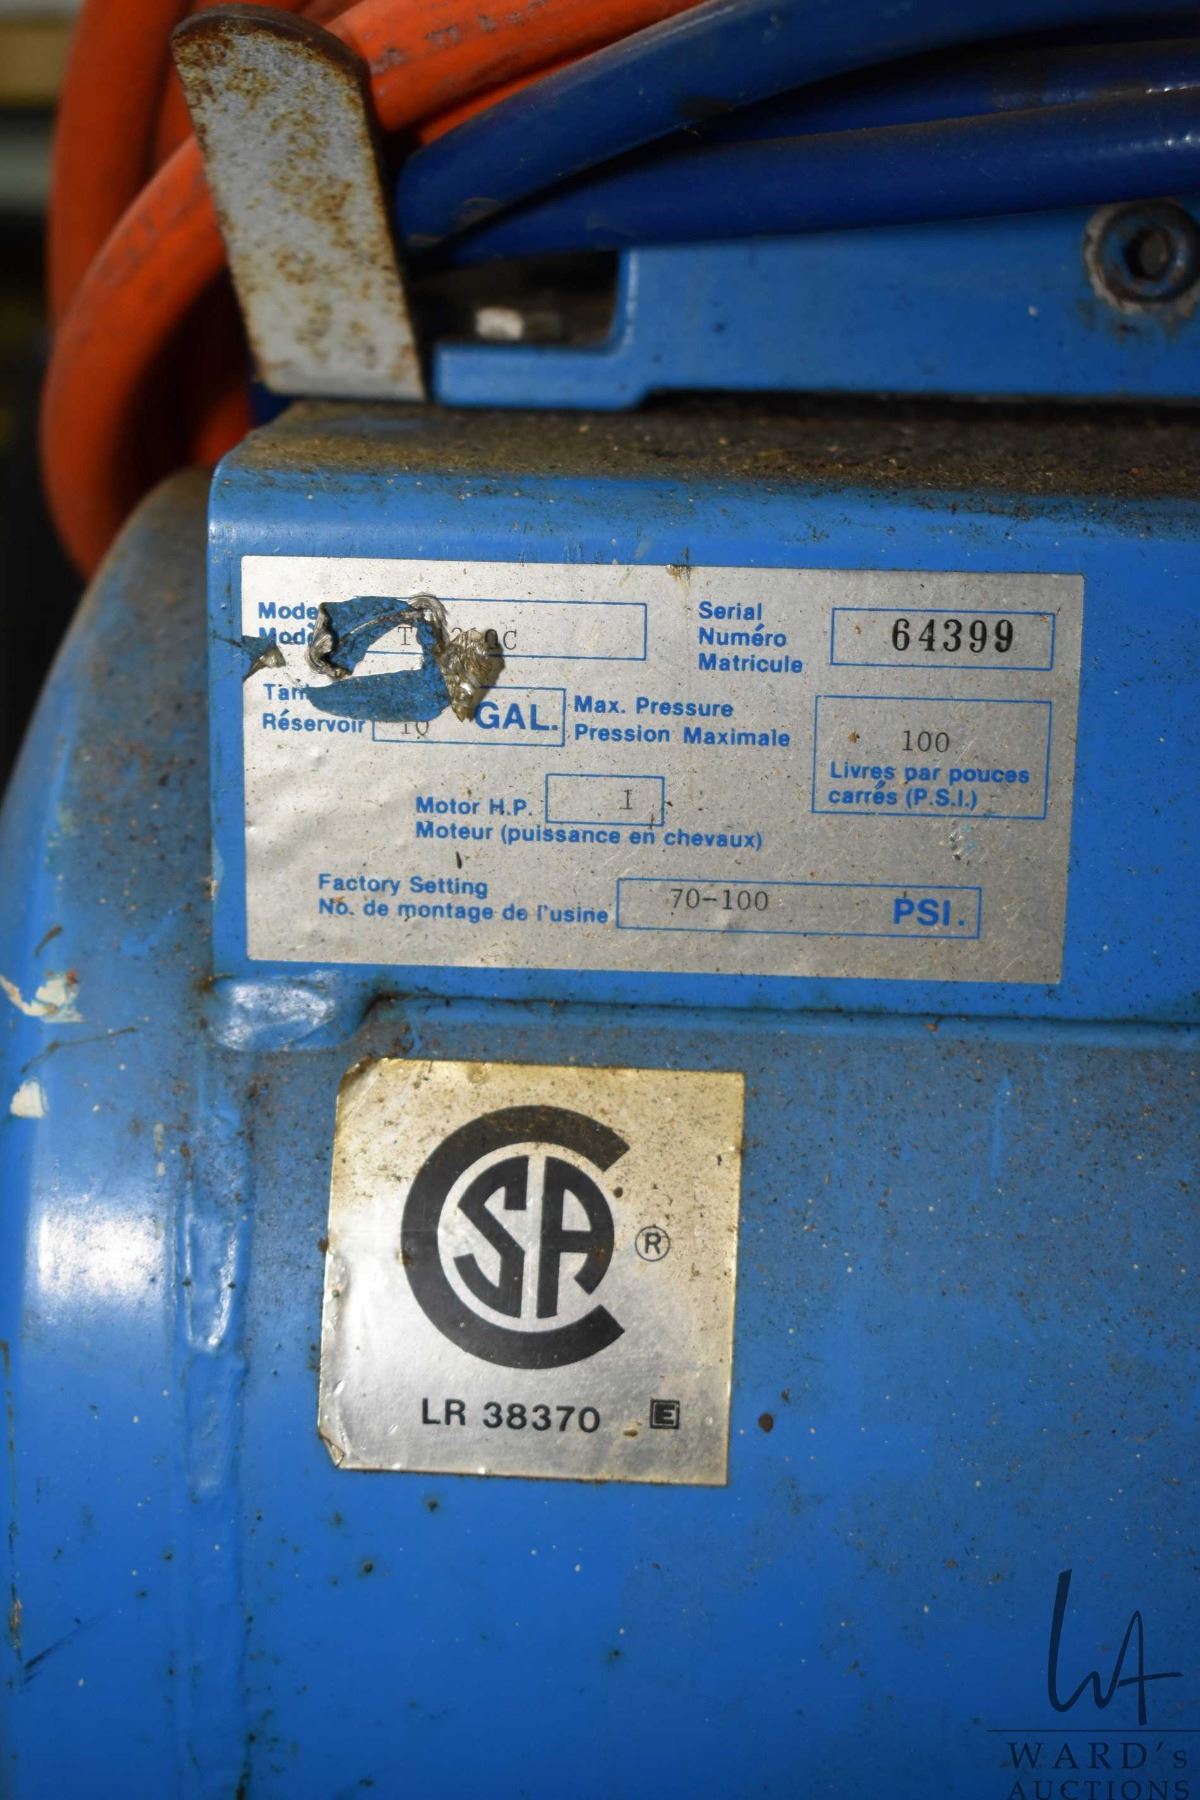 Serial
Numéro 64399
Matricule
Réservoir GAL.
Max. Pressure
Pression Maximale
100
Livres par pouces
carrés (P.S.I.)
Motor H.P. 1
Moteur (puissance en chevaux)
Factory Setting
No. de montage de l'usine 70-100 PSI.
CSA ®
LR 38370 E
WA
WARD's
AUCTIONS